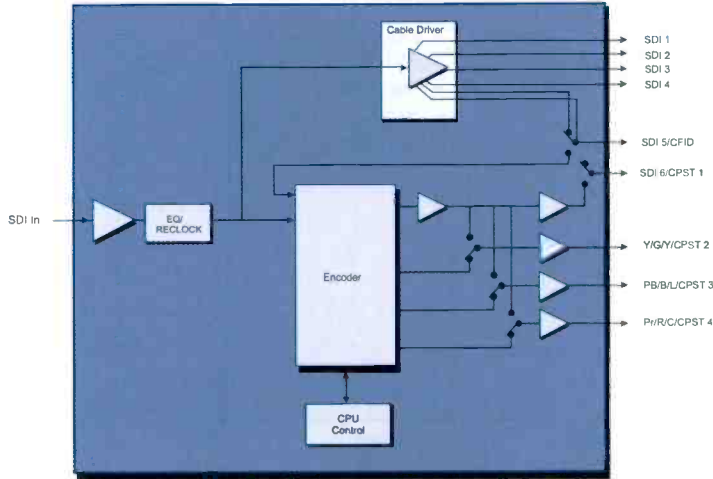 Cable Driver
SDI 1
SDI 2
SDI 3
SDI 4
SDI 5/CFID
SDI 6/CPST 1
SDI In
EQ/
RECLOCK
Encoder
Y/G/Y/CPST 2
PB/B/L/CPST 3
Pr/R/C/CPST 4
CPU
Control